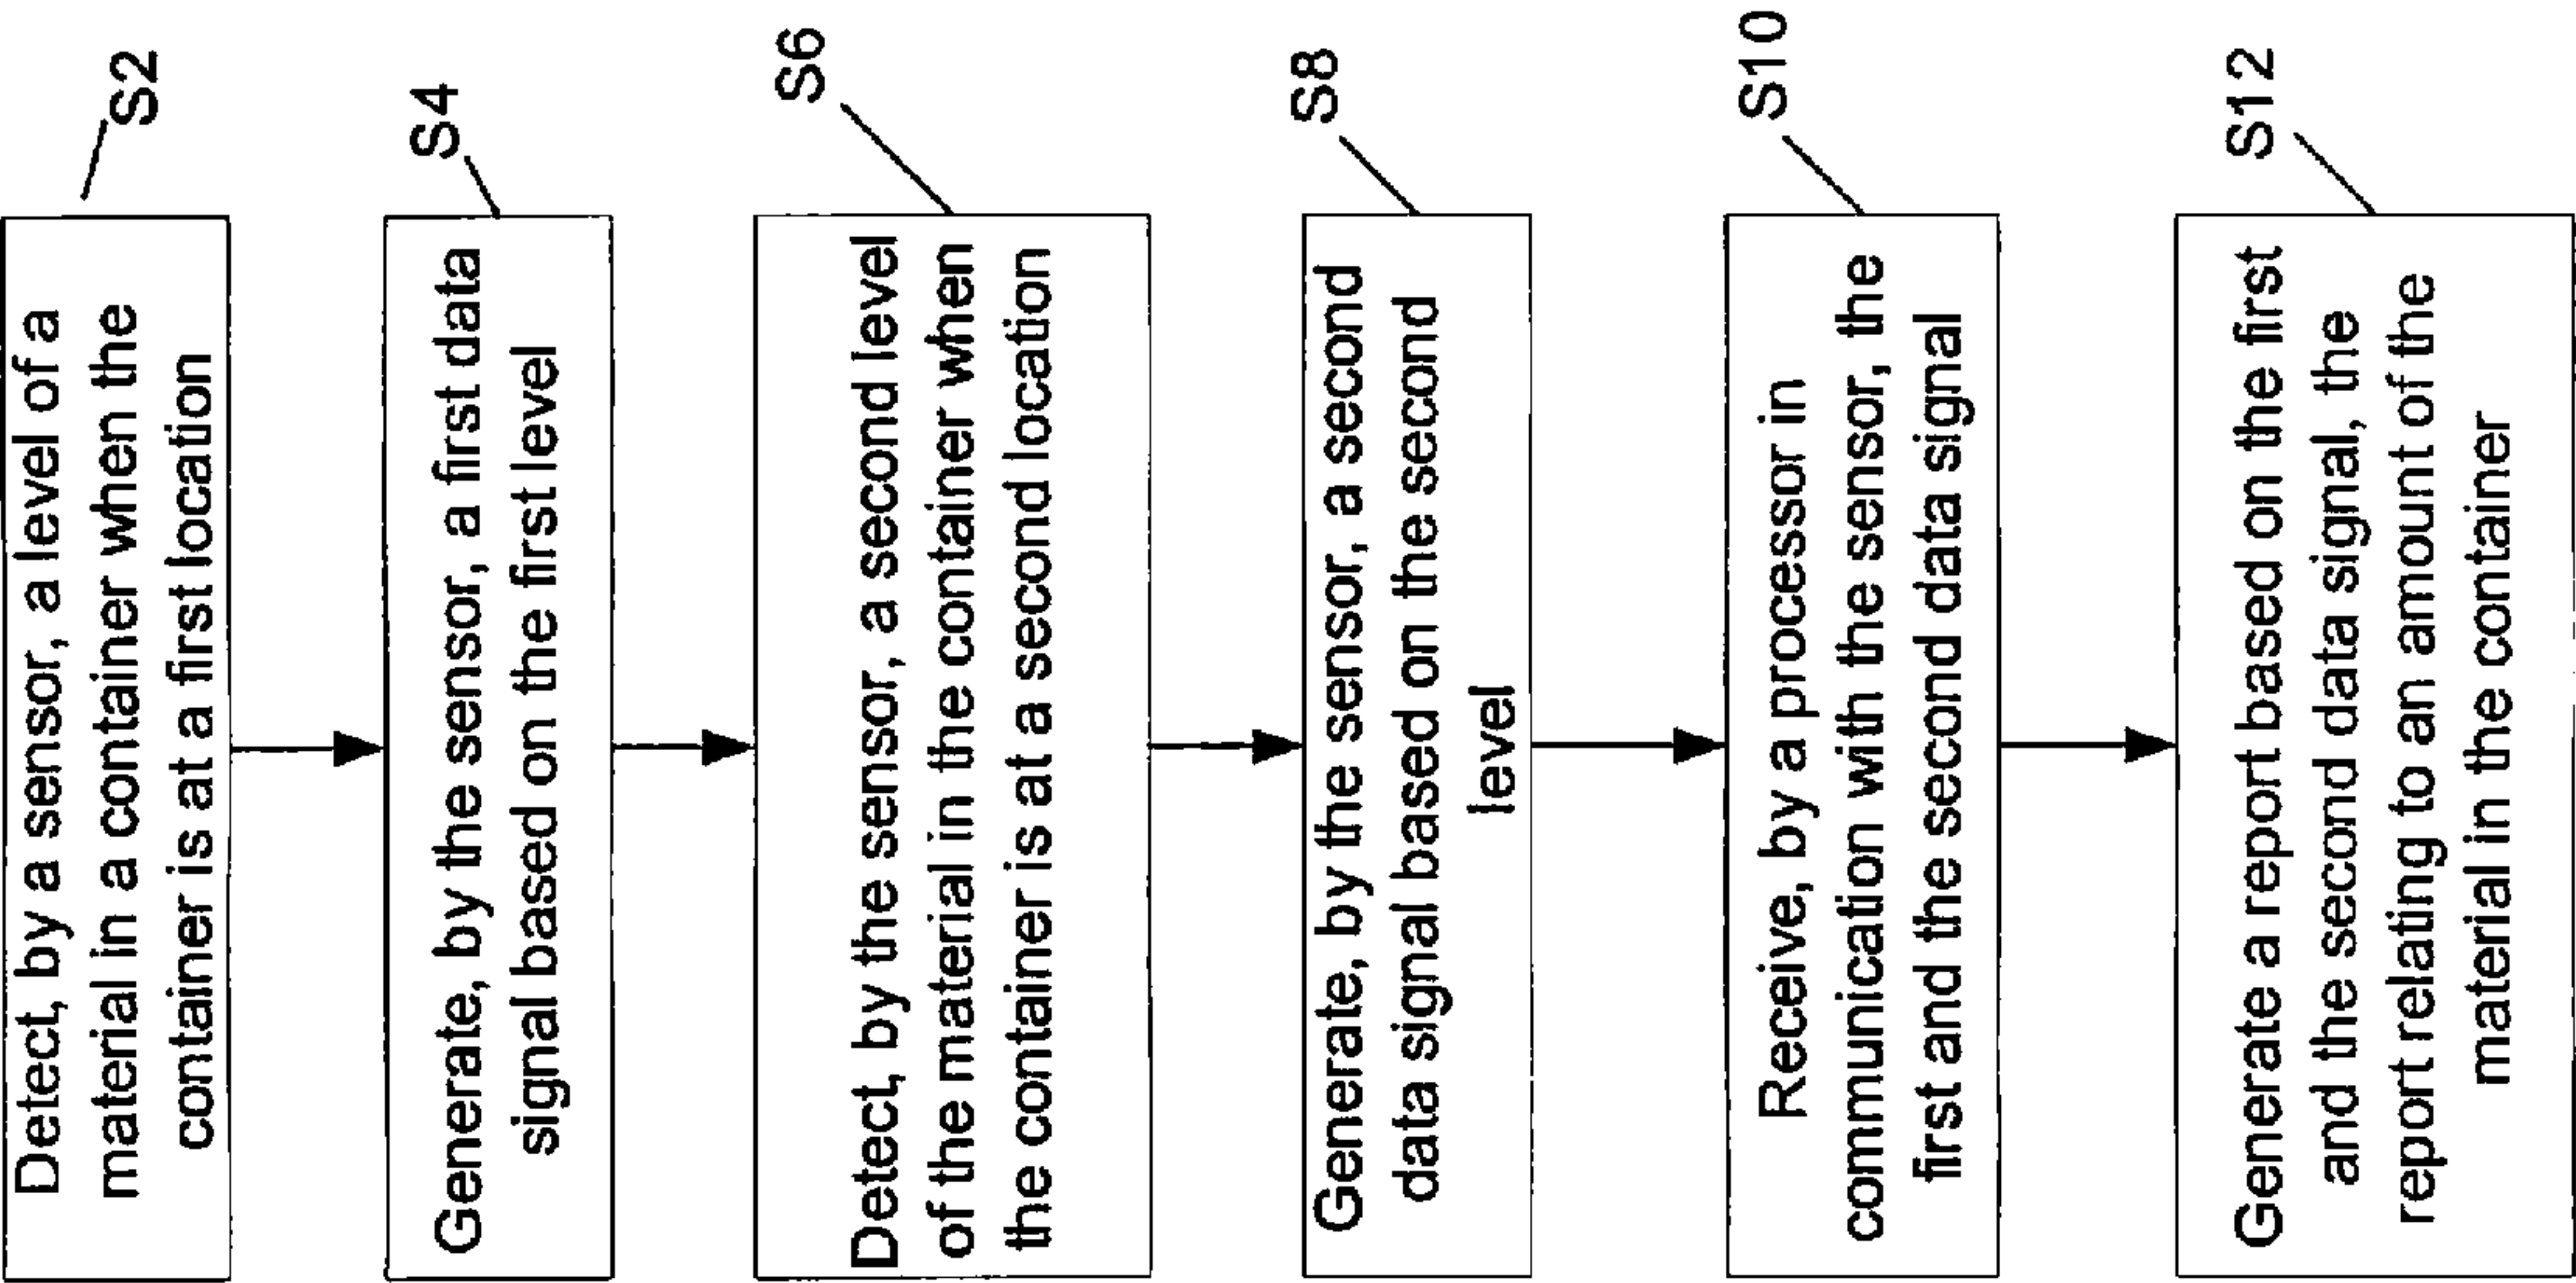 Detect, by a sensor, a level of a
material in a container when the
container is at a first location
S2
Generate, by the sensor, a first data
signal based on the first level
S4
Detect, by the sensor, a second level
of the material in the container when
the container is at a second location
S6
Generate, by the sensor, a second
data signal based on the second
level
S8
Receive, by a processor in
communication with the sensor, the
first and the second data signal
S10
Generate a report based on the first
and the second data signal, the
report relating to an amount of the
material in the container
S12